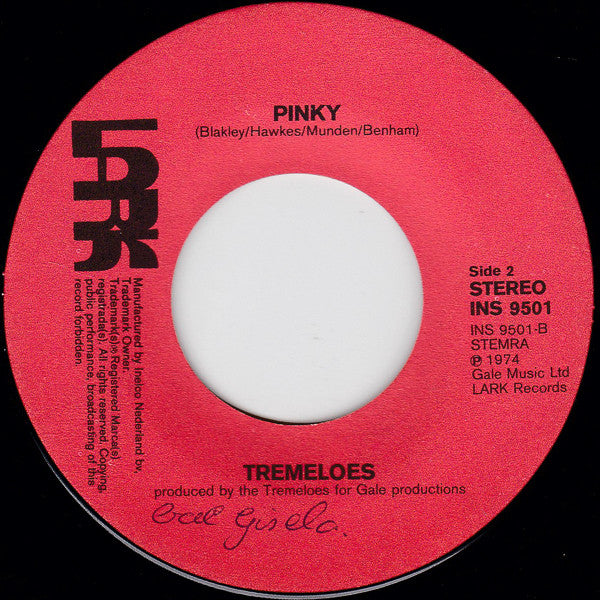 PINKY
(Blakley/Hawkes/Munden/Benham)
LARK
Manufactured by Inelco Nederland bv.
Trademark Owner.
Trademark(s)® Registered Marca(s)
registrada(s). All rights reserved. Copying,
public performance, broadcasting of this
record forbidden
Side 2
STEREO
INS 9501
INS 9501-B
STEMRA
℗ 1974
Gale Music Ltd
LARK Records
TREMELOES
produced by the Tremeloes for Gale productions
Gisela.